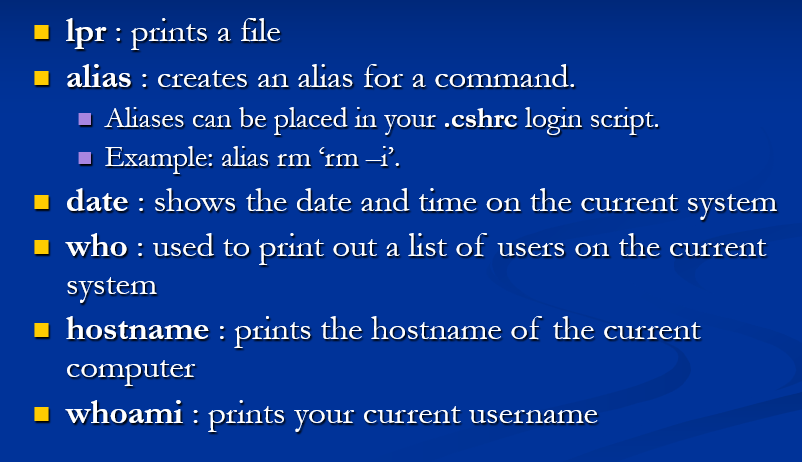 lpr : prints a file
alias : creates an alias for a command.
Aliases can be placed in your .cshrc login script.
Example: alias rm ‘rm –i’.
date : shows the date and time on the current system
who : used to print out a list of users on the current
system
hostname : prints the hostname of the current
computer
whoami : prints your current username